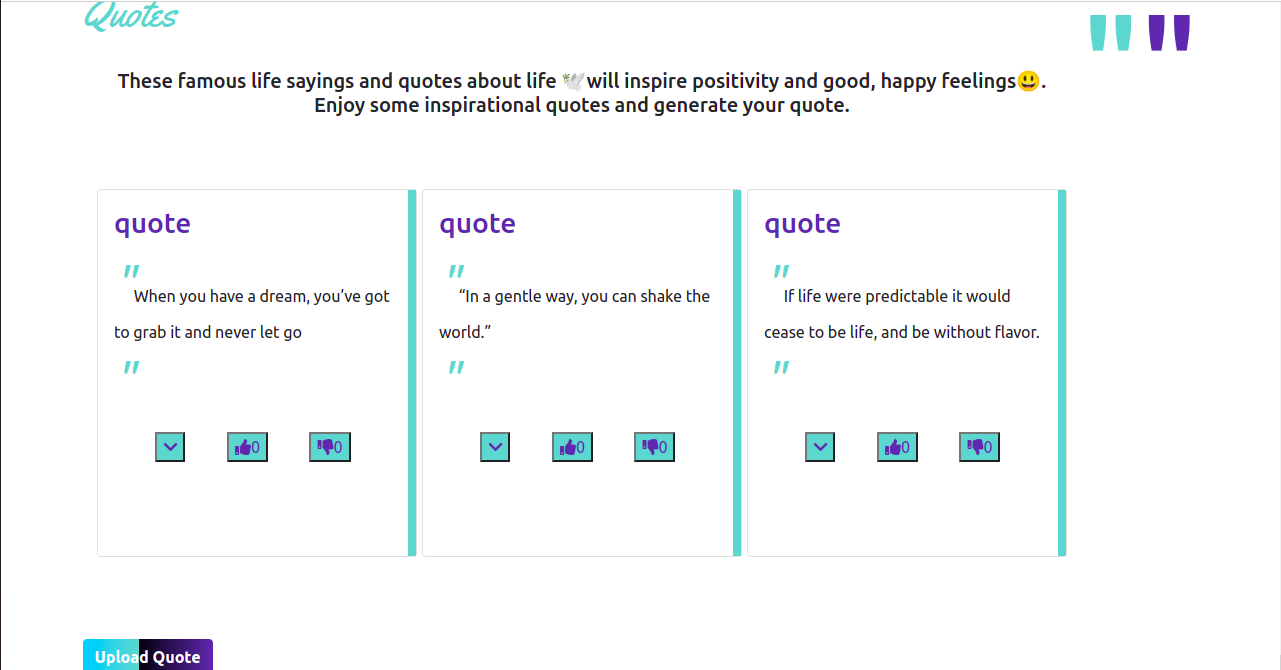 Quotes
""
These famous life sayings and quotes about life 🕊️will inspire positivity and good, happy feelings😃.
Enjoy some inspirational quotes and generate your quote.
quote
"
When you have a dream, you’ve got
to grab it and never let go
"
0
0
quote
"
“In a gentle way, you can shake the
world.”
"
0
0
quote
"
If life were predictable it would
cease to be life, and be without flavor.
"
0
0
Upload Quote